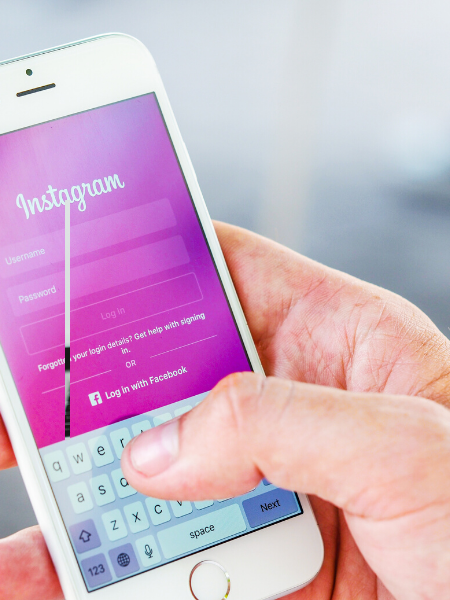 Instagram
Username
Password
Log in
Forgotten your login details? Get help with signing
in.
OR
Log in with Facebook
q w e r
a s d
z x c v
123 space Next